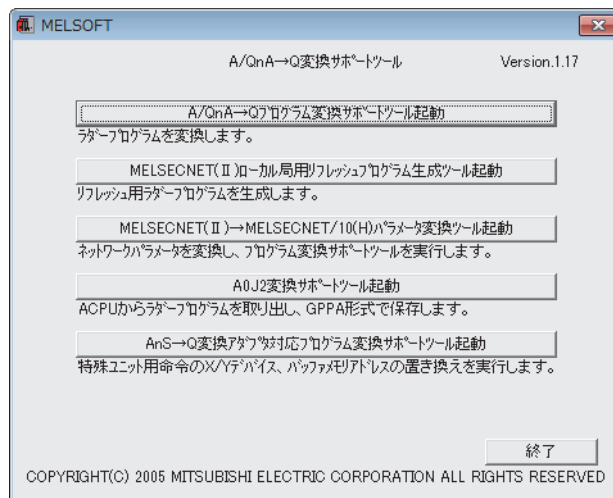 MELSOFT
A/QnA→Q変換ｻﾎﾟｰﾄﾂｰﾙ Version.1.17
A/QnA→Qﾌﾟﾛｸﾞﾗﾑ変換ｻﾎﾟｰﾄﾂｰﾙ起動
ﾗﾀﾞｰﾌﾟﾛｸﾞﾗﾑを変換します。
MELSECNET(Ⅱ)ﾛｰｶﾙ局用ﾘﾌﾚｯｼｭﾌﾟﾛｸﾞﾗﾑ生成ﾂｰﾙ起動
ﾘﾌﾚｯｼｭ用ﾗﾀﾞｰﾌﾟﾛｸﾞﾗﾑを生成します。
MELSECNET(Ⅱ)→MELSECNET/10(H)ﾊﾟﾗﾒｰﾀ変換ﾂｰﾙ起動
ﾈｯﾄﾜｰｸﾊﾟﾗﾒｰﾀを変換し、ﾌﾟﾛｸﾞﾗﾑ変換ｻﾎﾟｰﾄﾂｰﾙを実行します。
A0J2変換ｻﾎﾟｰﾄﾂｰﾙ起動
ACPUからﾗﾀﾞｰﾌﾟﾛｸﾞﾗﾑを取り出し、GPPA形式で保存します。
AnS→Q変換ｱﾀﾞﾌﾟﾀ対応ﾌﾟﾛｸﾞﾗﾑ変換ｻﾎﾟｰﾄﾂｰﾙ起動
特殊ﾕﾆｯﾄ用命令のX/Yﾃﾞﾊﾞｲｽ、ﾊﾞｯﾌｧﾒﾓﾘｱﾄﾞﾚｽの置き換えを実行します。
終了
COPYRIGHT(C) 2005 MITSUBISHI ELECTRIC CORPORATION ALL RIGHTS RESERVED